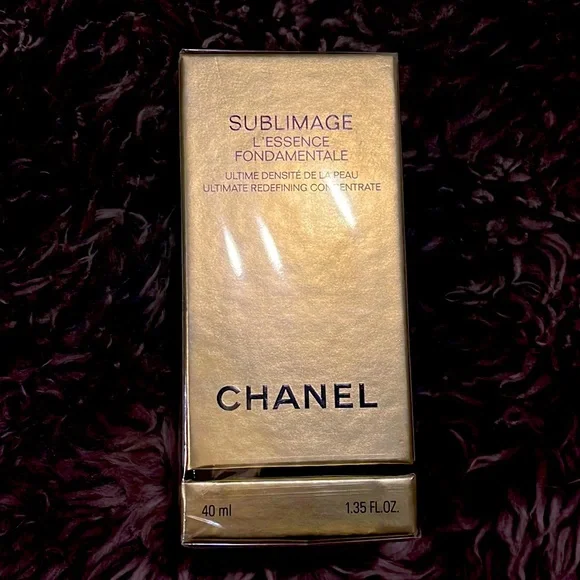 SUBLIMAGE
L'ESSENCE
FONDAMENTALE
ULTIME DENSITÉ DE LA PEAU
ULTIMATE REDEFINING CONCENTRATE
CHANEL
40 ml 1.35 FL.OZ.